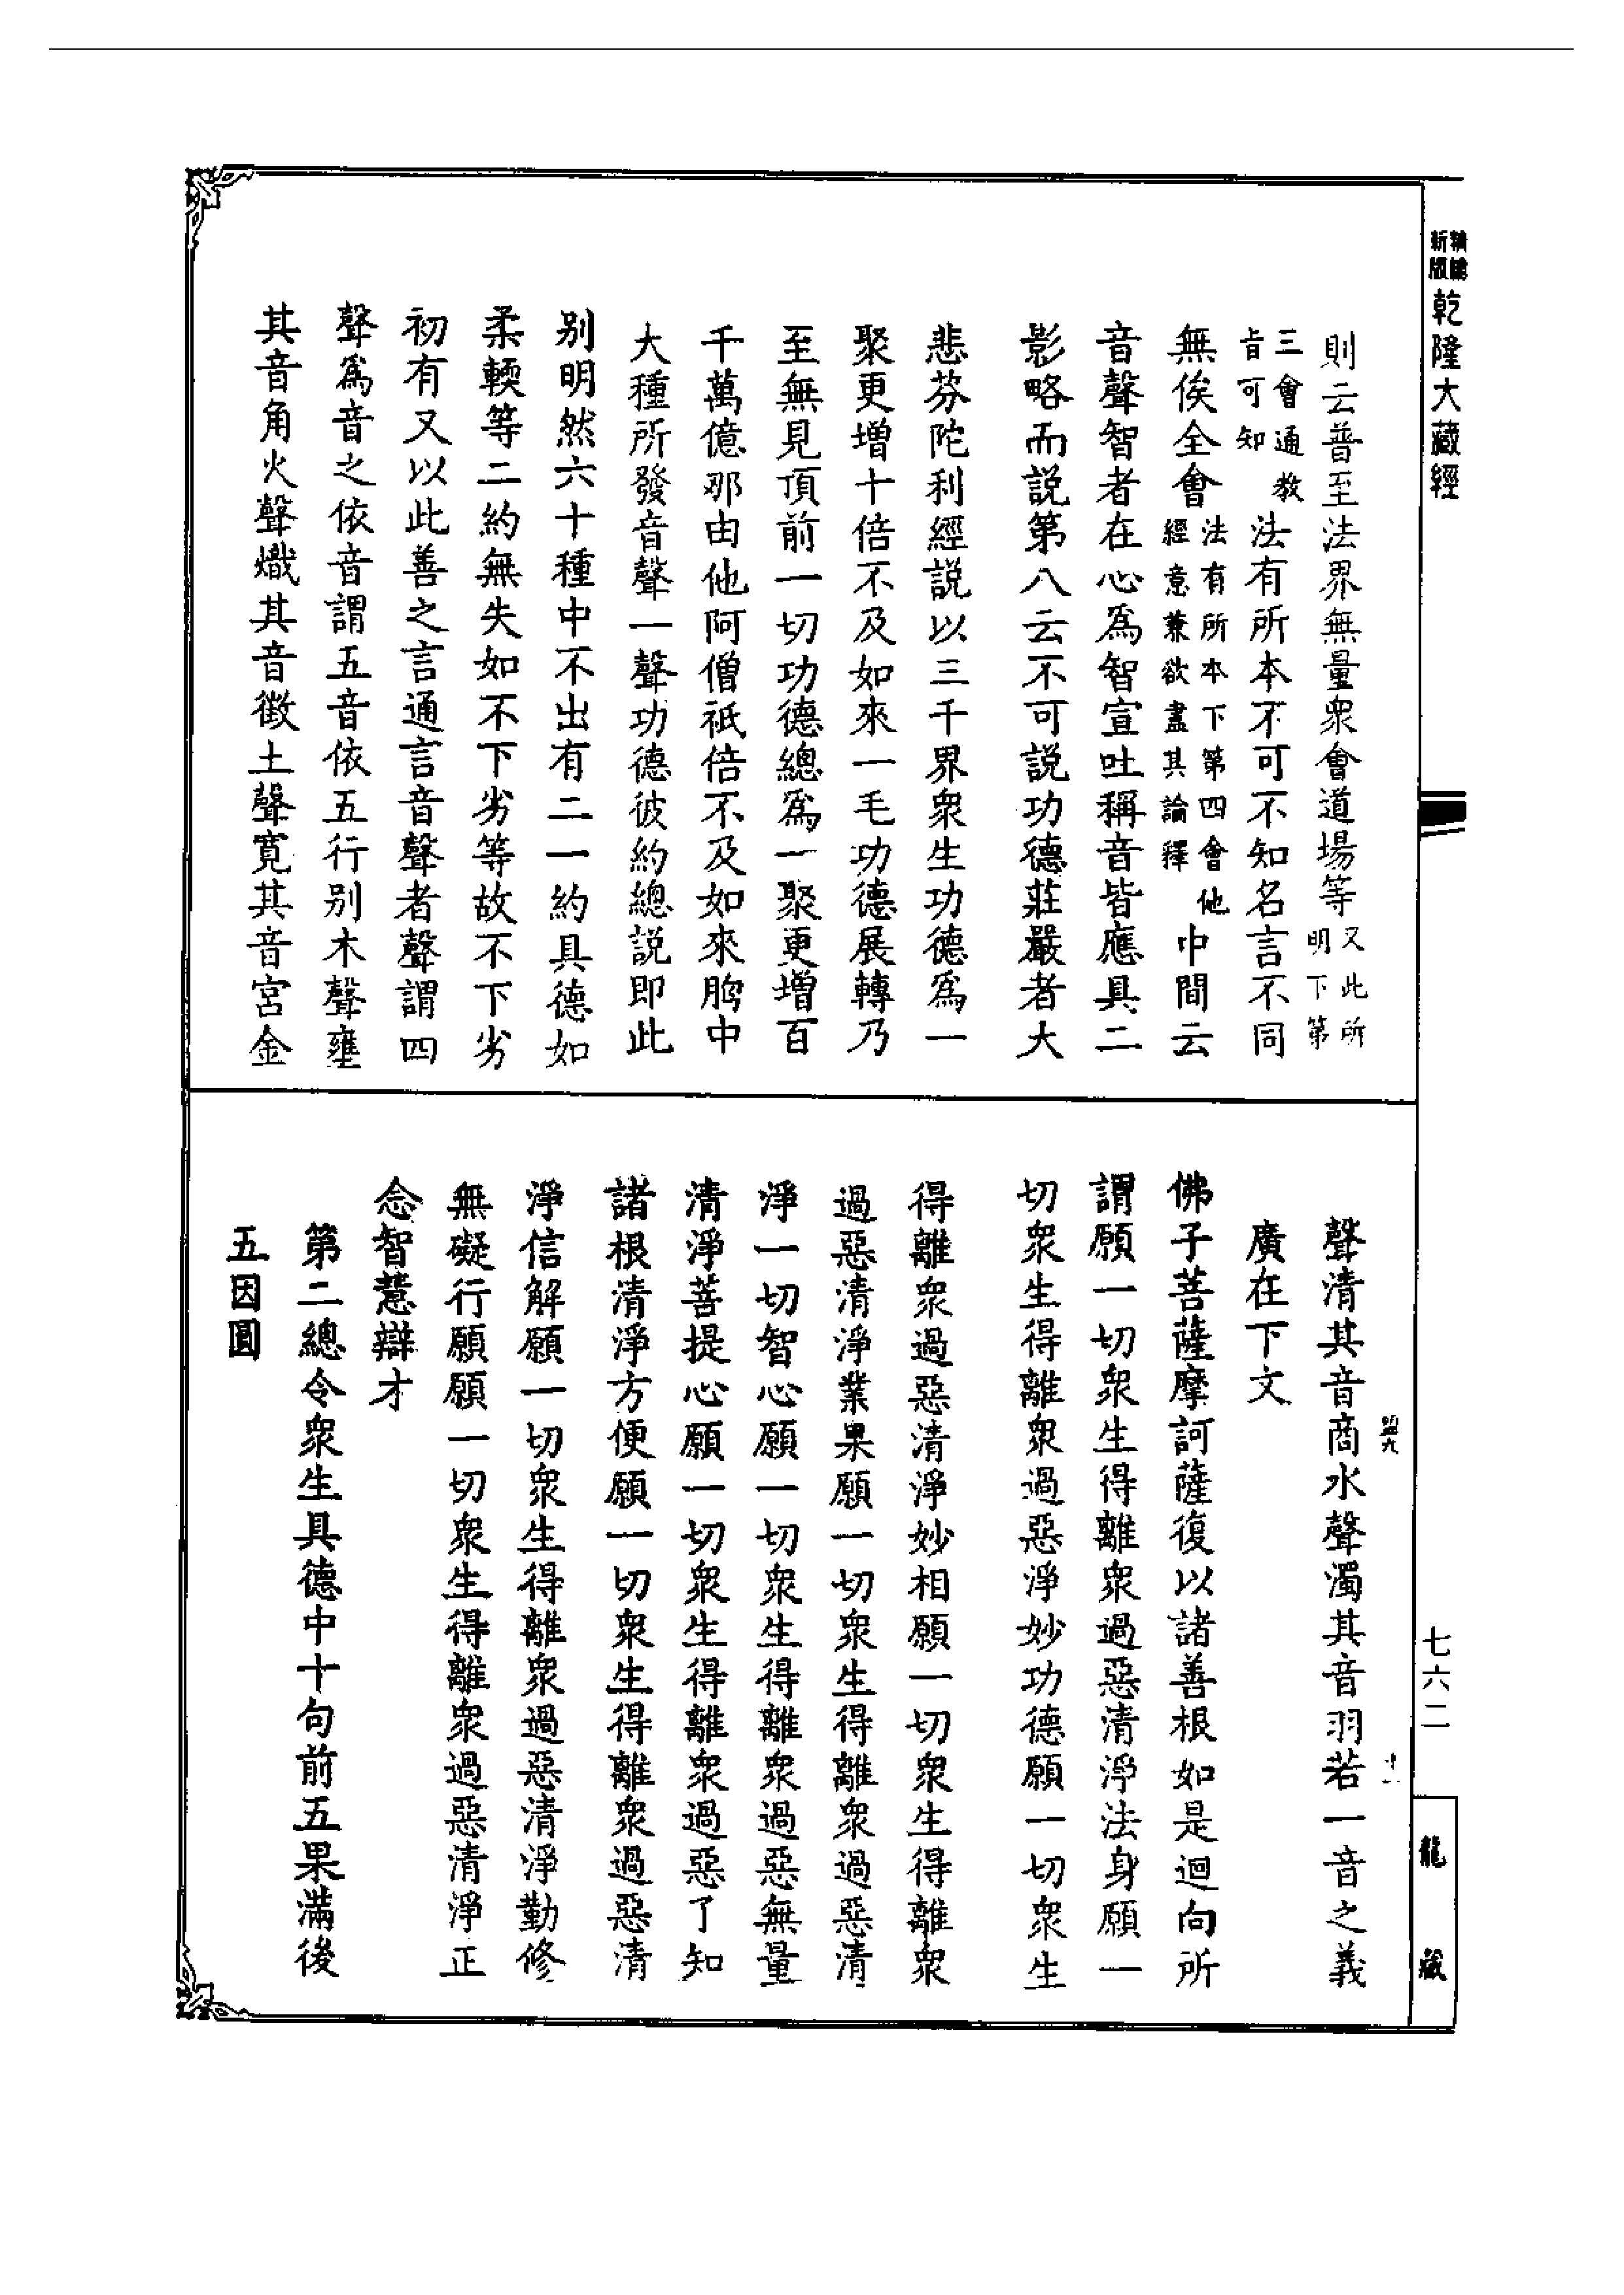 新版
精縮
乾隆大藏經
則云普至法界無量衆會道場等又此所明下第
三會通教旨可知法有所本不可不知名言不同
無俟全會法有所本下第四會他經意兼欲盡其論釋中間云
音聲智者在心爲智宣吐稱音皆應具二
影略而説第八云不可説功德莊嚴者大
悲芬陀利經説以三千界衆生功德爲一
聚更增十倍不及如來一毛功德展轉乃
至無見頂前一切功德總爲一聚更增百
千萬億那由他阿僧祇倍不及如來胷中
大種所發音聲一聲功德彼約總説即此
别明然六十種中不出有二一約具德如
柔輭等二約無失如不下劣等故不下劣
初有又以此善之言通言音聲者聲謂四
聲爲音之依音謂五音依五行别木聲壅
其音角火聲熾其音徵土聲寛其音宮金
聲清其音商水聲濁其音羽若一音之義
廣在下文
佛子菩薩摩訶薩復以諸善根如是迴向所
謂願一切衆生得離衆過惡清淨法身願一
切衆生得離衆過惡淨妙功德願一切衆生
得離衆過惡清淨妙相願一切衆生得離衆
過惡清淨業果願一切衆生得離衆過惡清
淨一切智心願一切衆生得離衆過惡無量
清淨菩提心願一切衆生得離衆過惡了知
諸根清淨方便願一切衆生得離衆過惡清
淨信解願一切衆生得離衆過惡清淨勤修
無礙行願願一切衆生得離衆過惡清淨正
念智慧辯才
第二總令衆生具德中十句前五果滿後
五因圓
七六二
龍藏